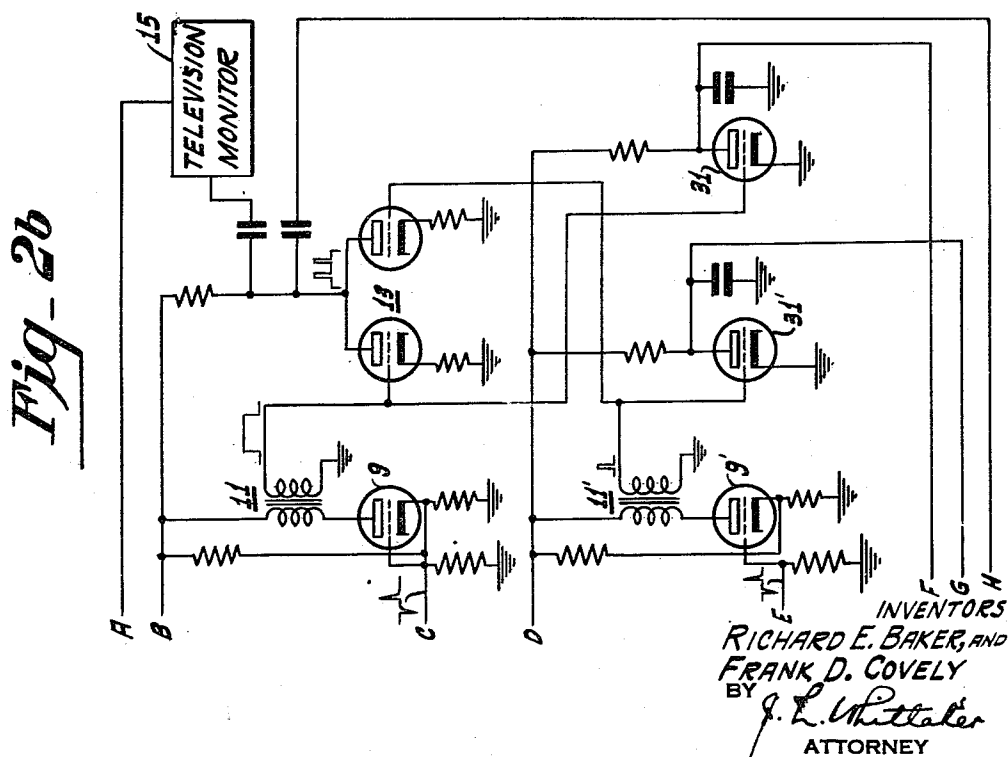 Fig-2b
15
TELEVISION
MONITOR
A
B
C
D
E
F
G
H
11
9
13
11'
9'
31'
31
INVENTORS
RICHARD E. BAKER, AND
FRANK D. COVELY
BY
J. L. Whittaker
ATTORNEY